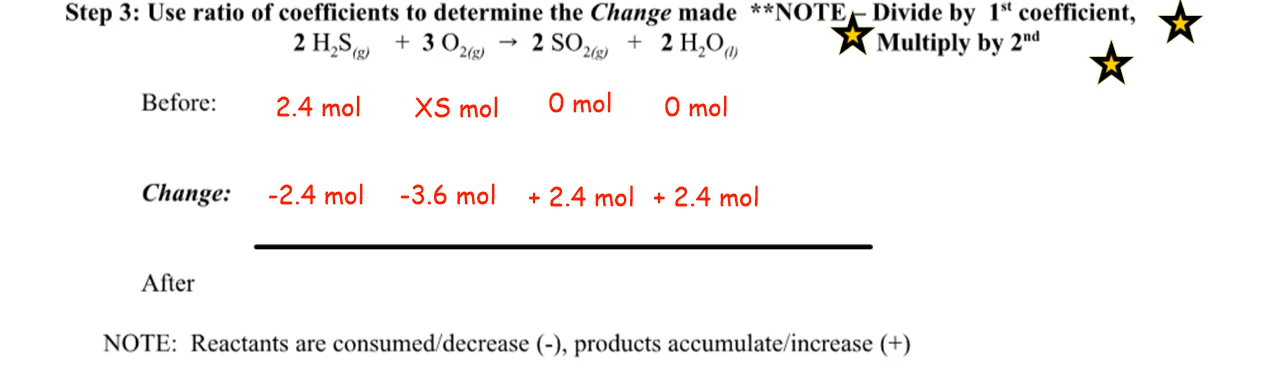 Step 3: Use ratio of coefficients to determine the Change made **NOTE – Divide by 1st coefficient,
2 H2S(g) + 3 O2(g) → 2 SO2(g) + 2 H2O(l) Multiply by 2nd
Before: 2.4 mol XS mol 0 mol 0 mol
Change: -2.4 mol -3.6 mol + 2.4 mol + 2.4 mol
After
NOTE: Reactants are consumed/decrease (-), products accumulate/increase (+)